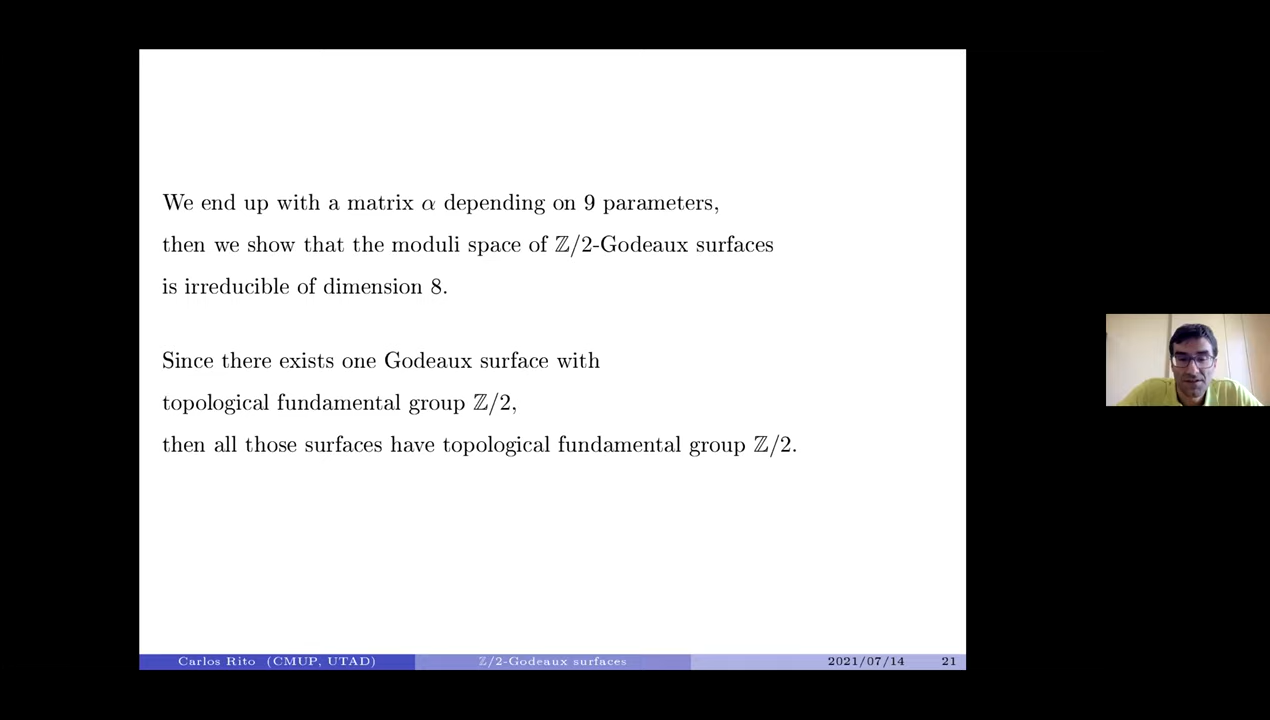 We end up with a matrix α depending on 9 parameters,
then we show that the moduli space of ℤ/2-Godeaux surfaces
is irreducible of dimension 8.
Since there exists one Godeaux surface with
topological fundamental group ℤ/2,
then all those surfaces have topological fundamental group ℤ/2.
Carlos Rito (CMUP, UTAD) ℤ/2-Godeaux surfaces 2021/07/14 21